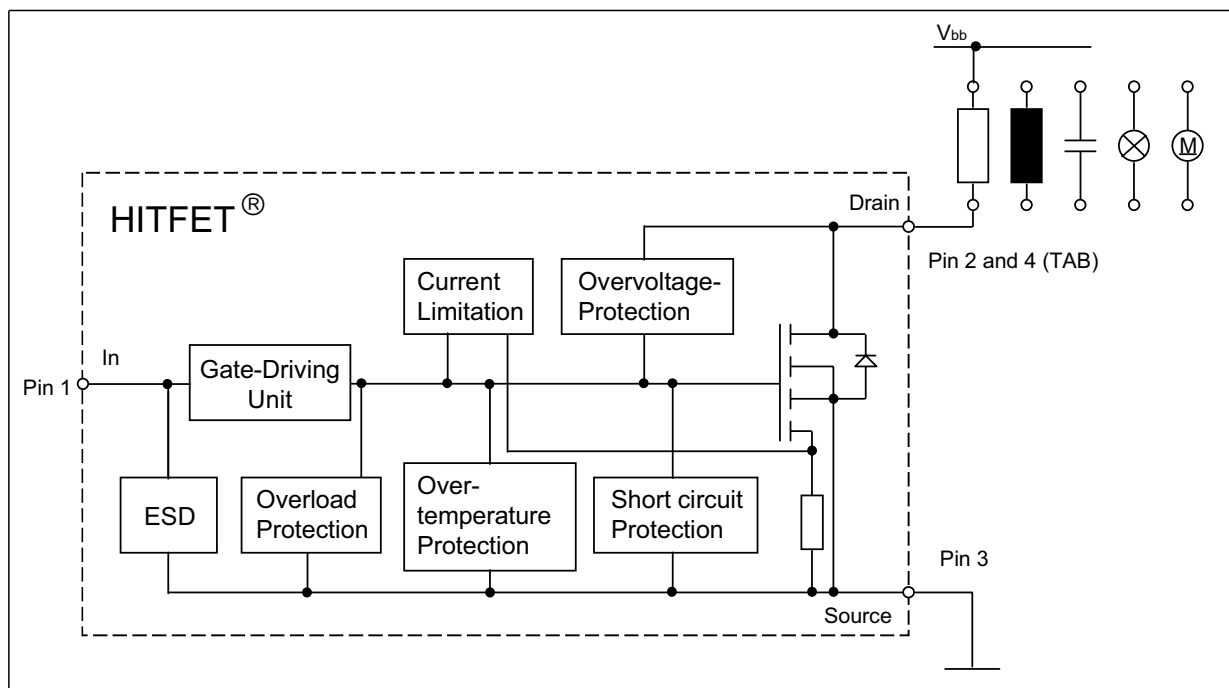 Vbb
M
HITFET ®
Drain
Pin 2 and 4 (TAB)
Current
Limitation
Overvoltage-
Protection
In
Pin 1
Gate-Driving
Unit
ESD
Overload
Protection
Over-
temperature
Protection
Short circuit
Protection
Pin 3
Source